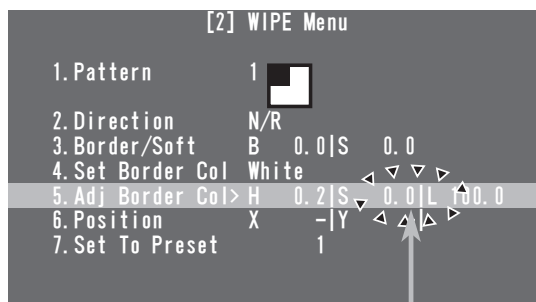 [2] WIPE Menu
1.Pattern 1
2.Direction N/R
3.Border/Soft B 0.0|S 0.0
4.Set Border Col White
5.Adj Border Col> H 0.2|S 0.0|L 100.0
6.Position X -|Y -|
7.Set To Preset 1